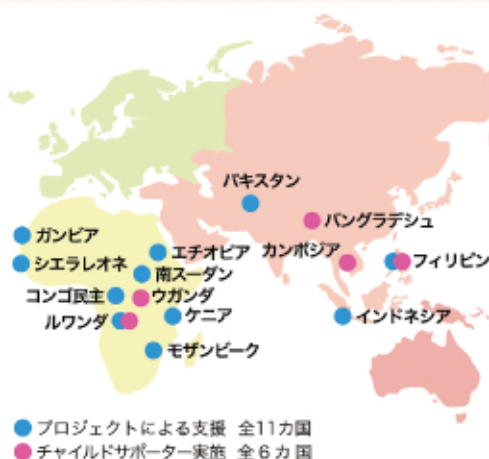 パキスタン
バングラデシュ
ガンビア
エチオピア
カンボジア
フィリピン
シエラレオネ
南スーダン
コンゴ民主
ウガンダ
ケニア
インドネシア
ルワンダ
モザンビーク
プロジェクトによる支援 全11カ国
チャイルドサポーター実施 全6カ国